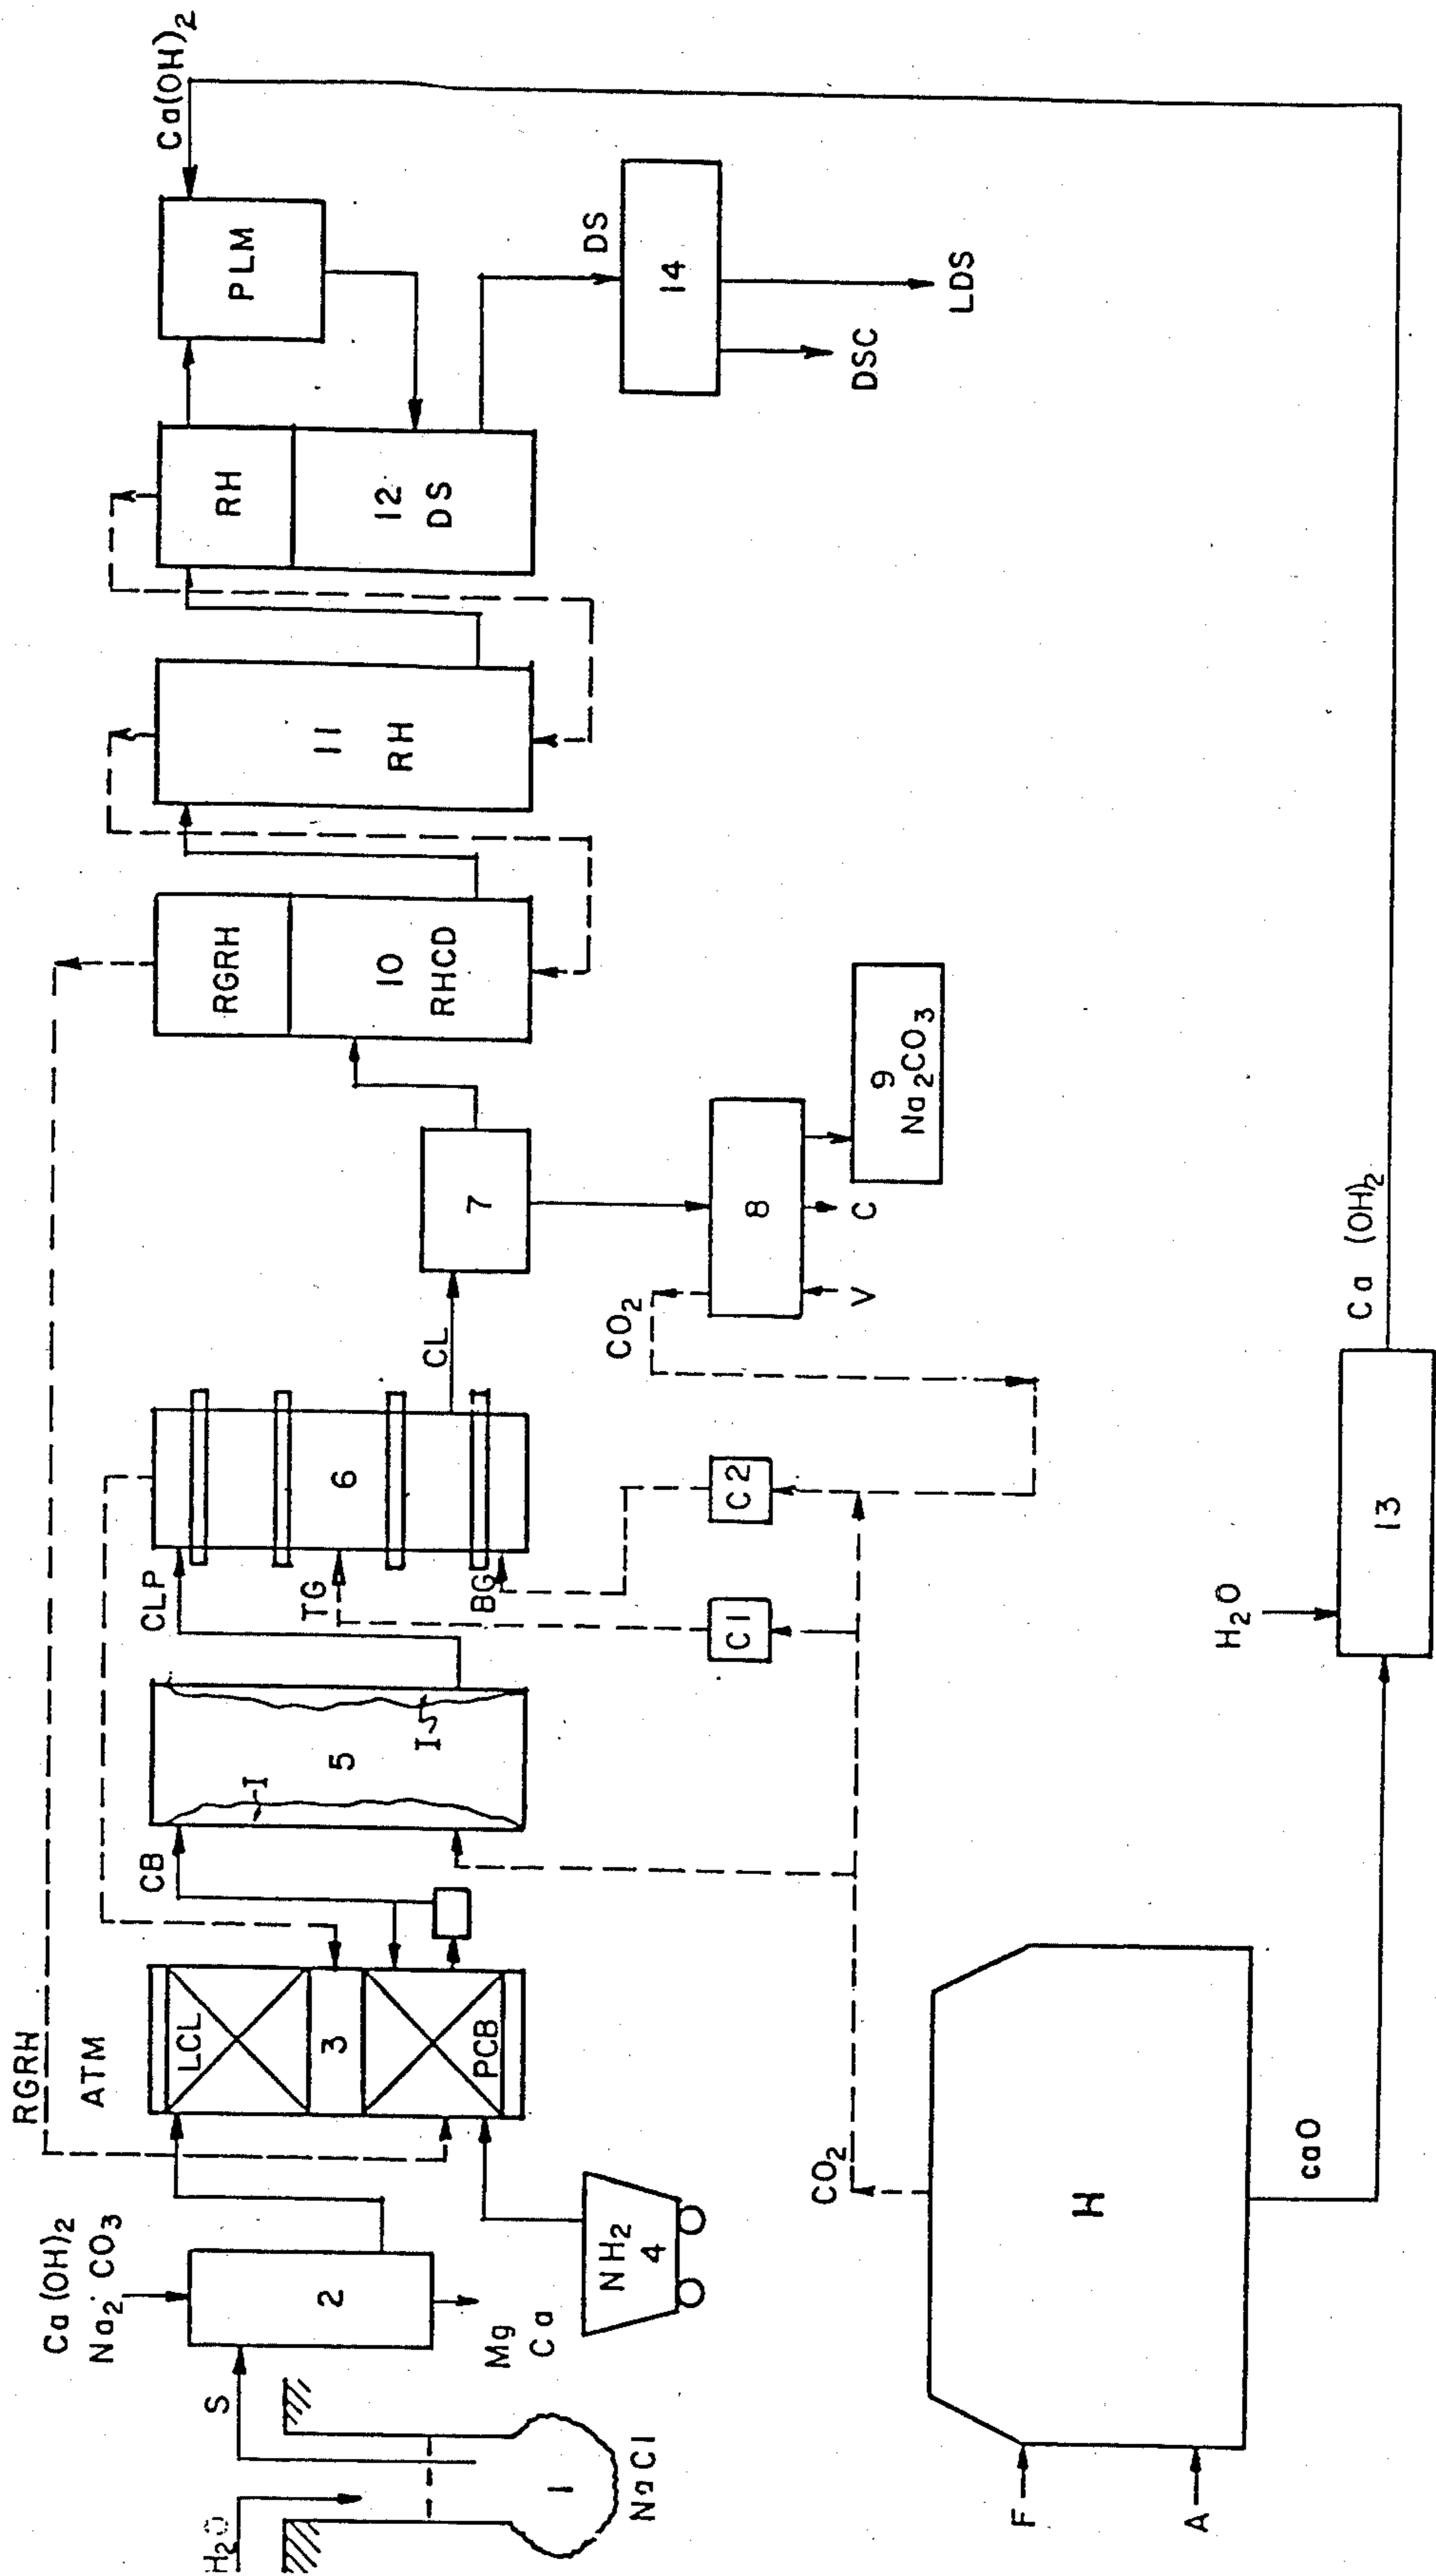 RGRH
ATM
Ca(OH)2
Na2CO3
H2O
S
1
NaCl
2
Mg
Ca
NH2
4
LCL
3
PCB
CB
I
5
I
CLP
TG
BG
6
CL
C1
C2
7
CO2
8
V
C
9
Na2CO3
RGRH
10
RHCD
11
RH
RH
12
DS
PLM
Ca(OH)2
DS
14
DSC
LDS
CO2
H
F
A
caO
H2O
13
Ca (OH)2